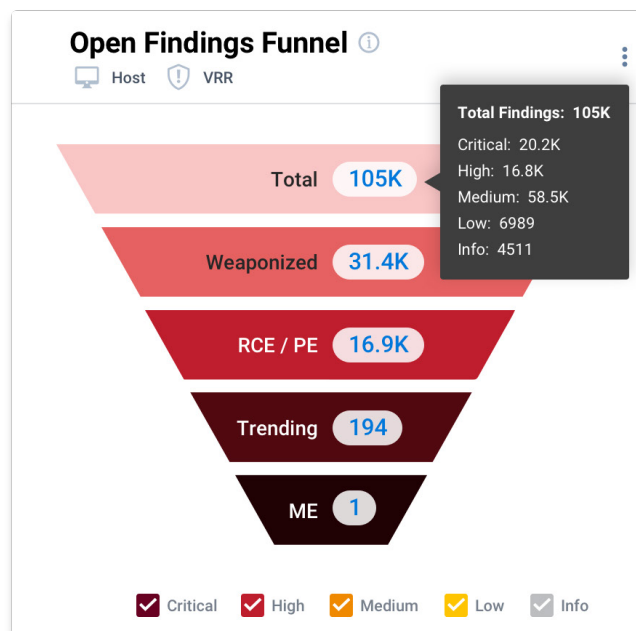 Open Findings Funnel
Host VRR
Total Findings: 105K
Critical: 20.2K
High: 16.8K
Medium: 58.5K
Low: 6989
Info: 4511
Total 105K
Weaponized 31.4K
RCE / PE 16.9K
Trending 194
ME 1
Critical High Medium Low Info